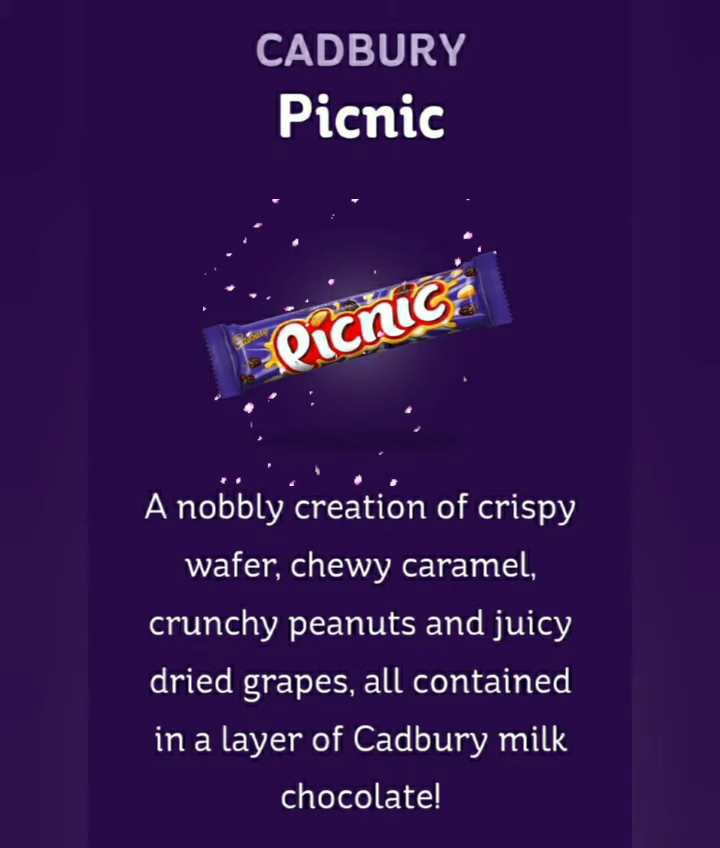 CADBURY
Picnic
Cadbury
Picnic
A nobbly creation of crispy
wafer, chewy caramel,
crunchy peanuts and juicy
dried grapes, all contained
in a layer of Cadbury milk
chocolate!